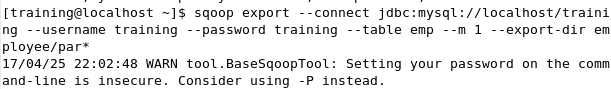 [training@localhost ~]$ sqoop export --connect jdbc:mysql://localhost/traini
ng --username training --password training --table emp --m 1 --export-dir em
ployee/par*
17/04/25 22:02:48 WARN tool.BaseSqoopTool: Setting your password on the comm
and-line is insecure. Consider using -P instead.